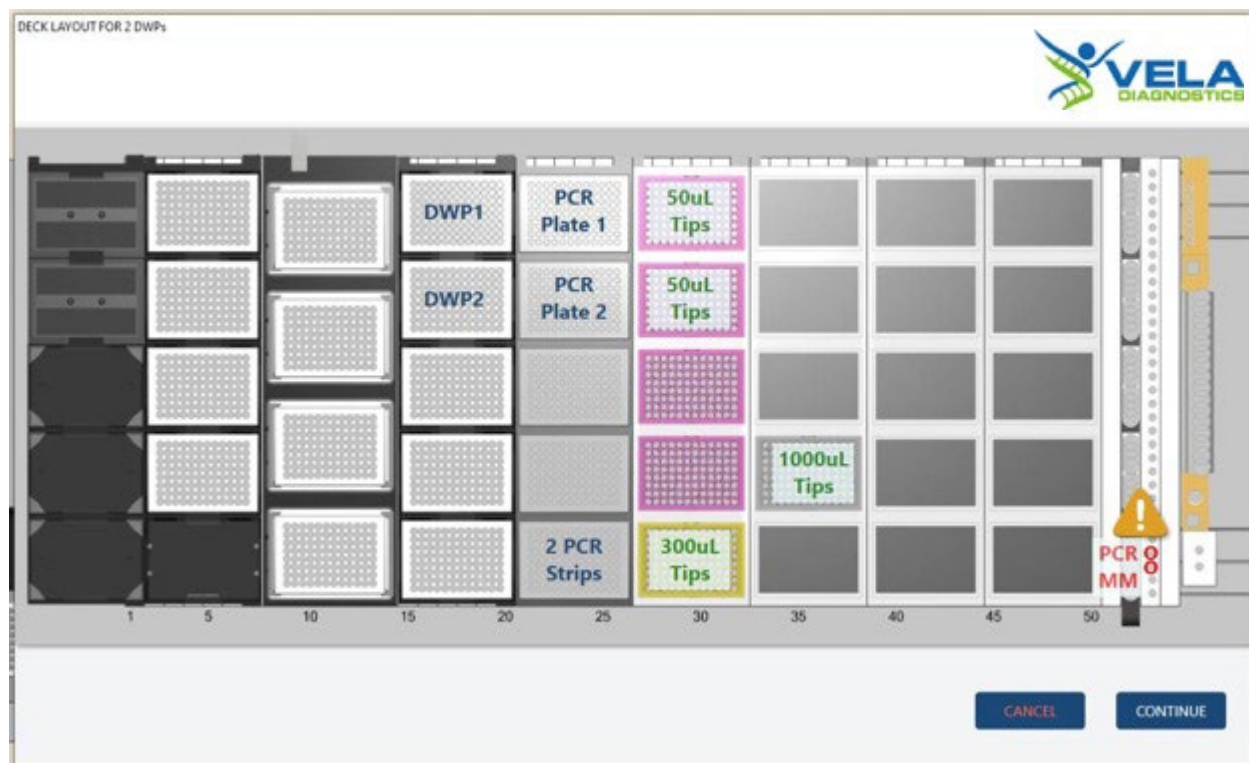 DECK LAYOUT FOR 2 DWPs
VELA
DIAGNOSTICS
DWP1
PCR
Plate 1
50uL
Tips
DWP2
PCR
Plate 2
50uL
Tips
1000uL
Tips
2 PCR
Strips
300uL
Tips
PCR
MM
1 5 10 15 20 25 30 35 40 45 50
CANCEL
CONTINUE